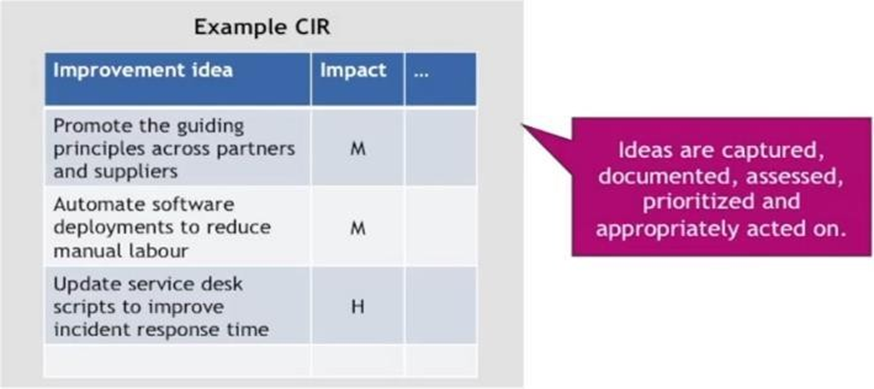 Example CIR
Improvement idea Impact ...
Promote the guiding
principles across partners
and suppliers
M
Automate software
deployments to reduce
manual labour
M
Update service desk
scripts to improve
incident response time
H
Ideas are captured,
documented, assessed,
prioritized and
appropriately acted on.